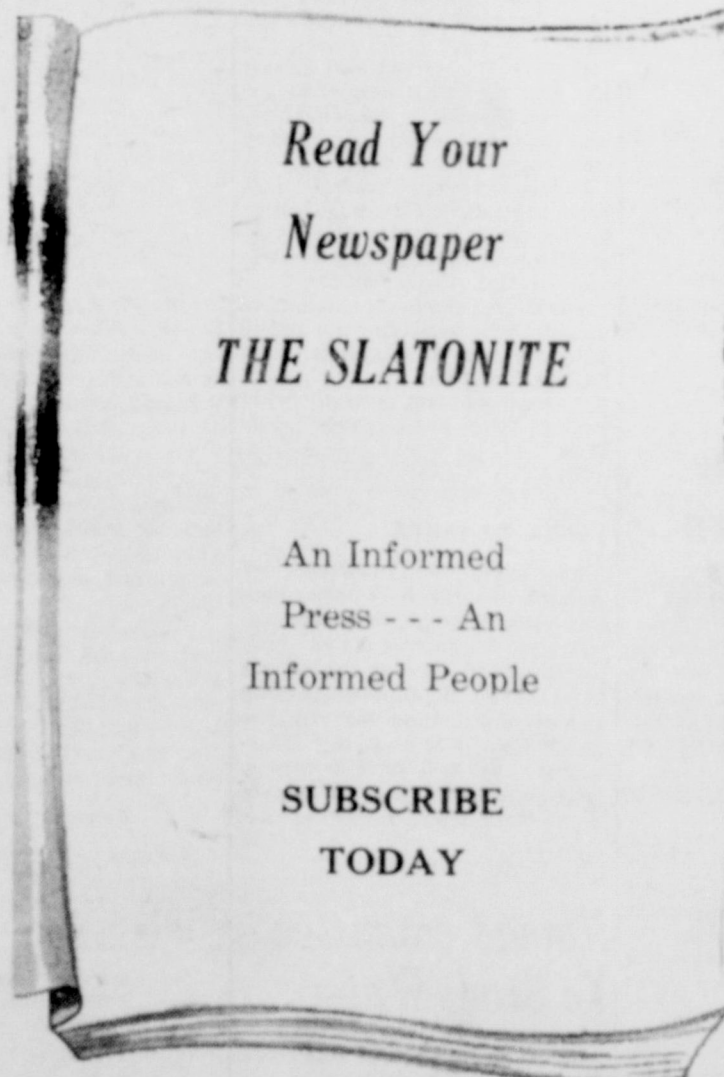 Read Your
Newspaper
THE SLATONITE
An Informed
Press - - - An
Informed People
SUBSCRIBE
TODAY